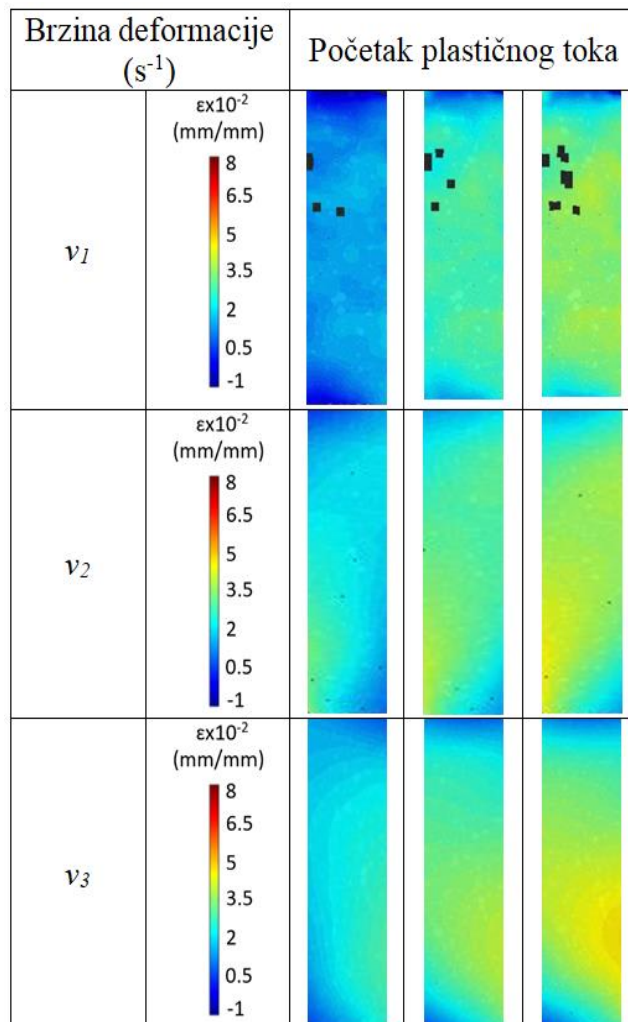 Brzina deformacije
(s⁻¹)
Početak plastičnog toka
v₁
εx10⁻²
(mm/mm)
8
6.5
5
3.5
2
0.5
-1
v₂
εx10⁻²
(mm/mm)
8
6.5
5
3.5
2
0.5
-1
v₃
εx10⁻²
(mm/mm)
8
6.5
5
3.5
2
0.5
-1